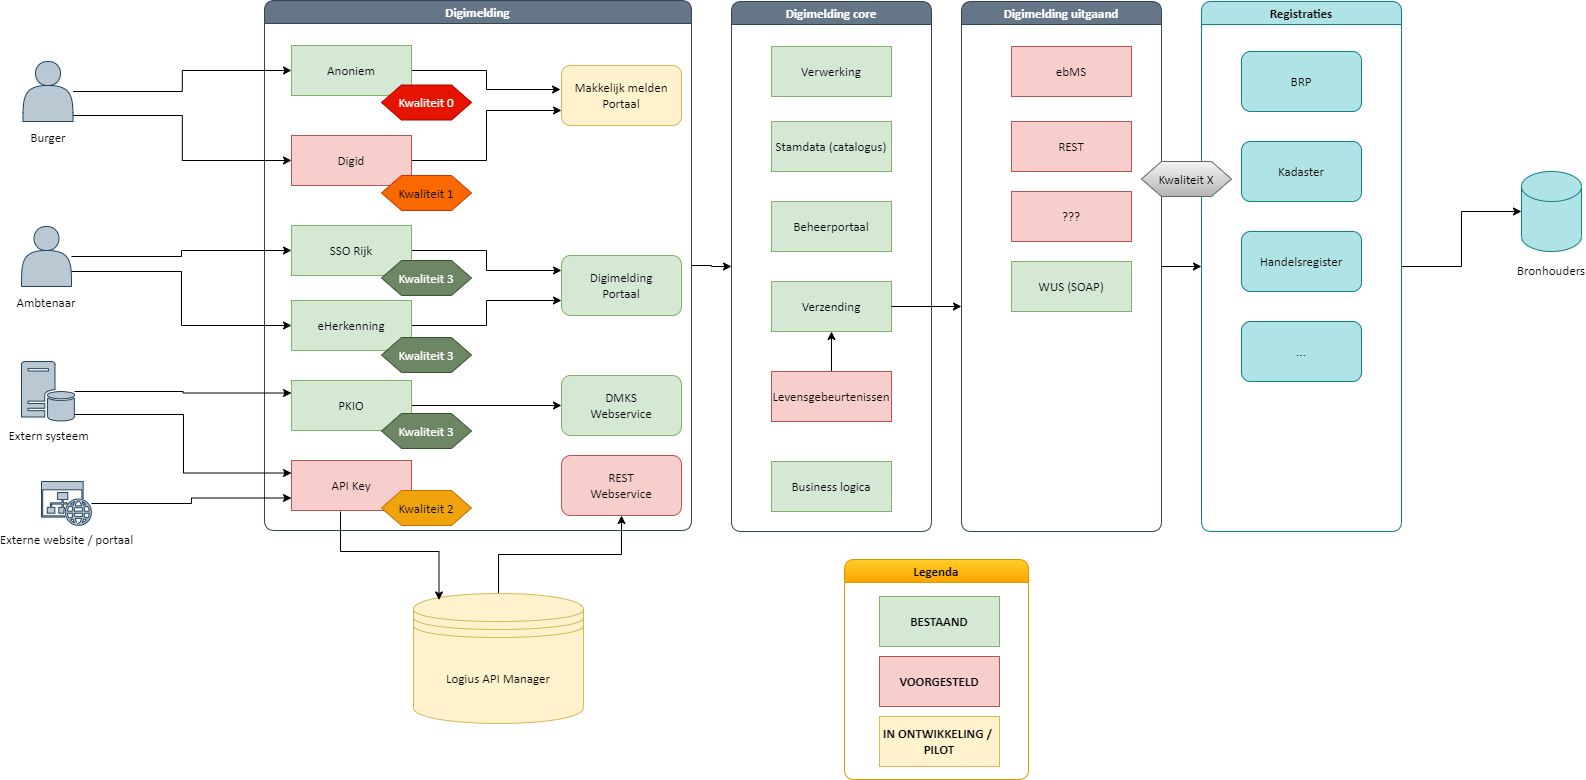 Digimelding
Digimelding core
Digimelding uitgaand
Registraties
Burger
Anoniem
Kwaliteit 0
Makkelijk melden
Portaal
Digid
Kwaliteit 1
Ambtenaar
SSO Rijk
Kwaliteit 3
Digimelding
Portaal
eHerkenning
Kwaliteit 3
Extern systeem
PKIO
Kwaliteit 3
DMKS
Webservice
Externe website / portaal
API Key
Kwaliteit 2
REST
Webservice
Logius API Manager
Verwerking
Stamdata (catalogus)
Beheerportaal
Verzending
Levensgebeurtenissen
Business logica
ebMS
REST
???
WUS (SOAP)
Kwaliteit X
BRP
Kadaster
Handelsregister
...
Bronhouders
Legenda
BESTAAND
VOORGESTELD
IN ONTWIKKELING /
PILOT